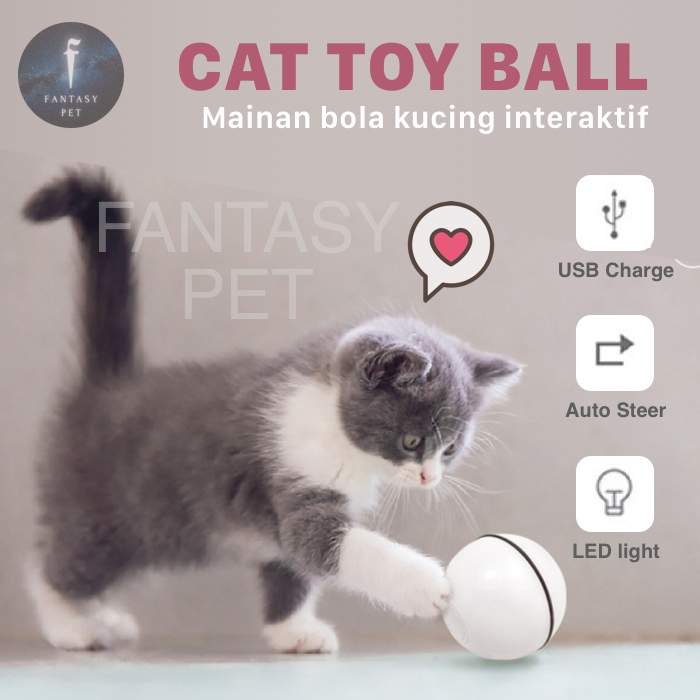 FANTASY
PET
CAT TOY BALL
Mainan bola kucing interaktif
FANTASY
PET
USB Charge
Auto Steer
LED light